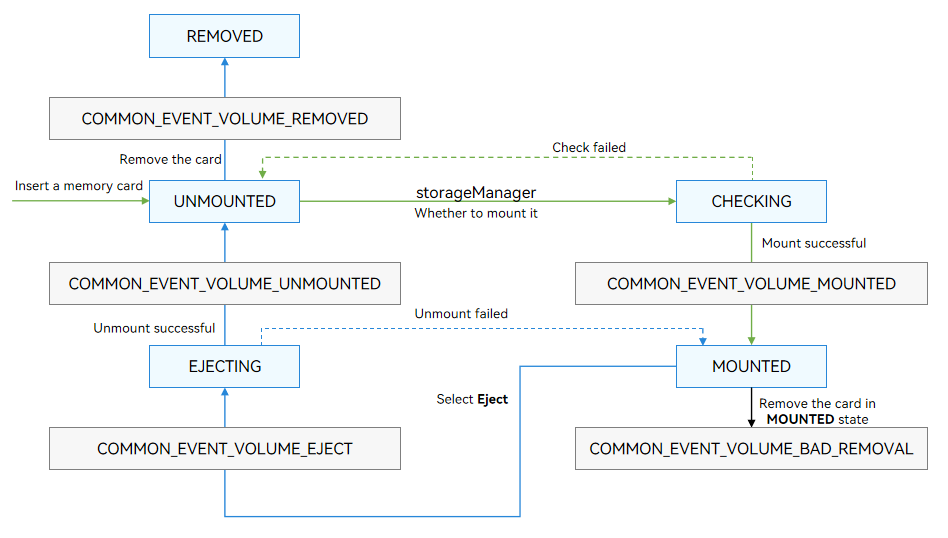 REMOVED
COMMON_EVENT_VOLUME_REMOVED
Remove the card
Check failed
Insert a memory card
UNMOUNTED
storageManager
Whether to mount it
CHECKING
Mount successful
COMMON_EVENT_VOLUME_UNMOUNTED
COMMON_EVENT_VOLUME_MOUNTED
Unmount successful
Unmount failed
EJECTING
MOUNTED
Select Eject
Remove the card in
MOUNTED state
COMMON_EVENT_VOLUME_EJECT
COMMON_EVENT_VOLUME_BAD_REMOVAL